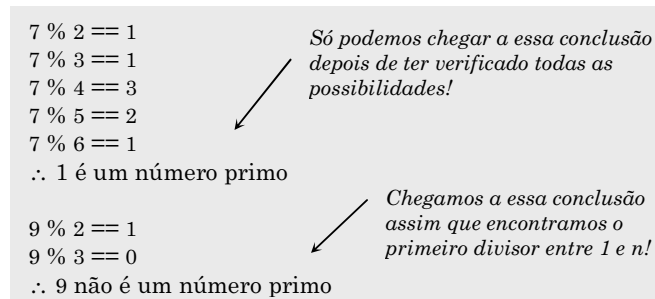 7 % 2 == 1
7 % 3 == 1
7 % 4 == 3
7 % 5 == 2
7 % 6 == 1
∴ 1 é um número primo
Só podemos chegar a essa conclusão
depois de ter verificado todas as
possibilidades!
9 % 2 == 1
9 % 3 == 0
∴ 9 não é um número primo
Chegamos a essa conclusão
assim que encontramos o
primeiro divisor entre 1 e n!